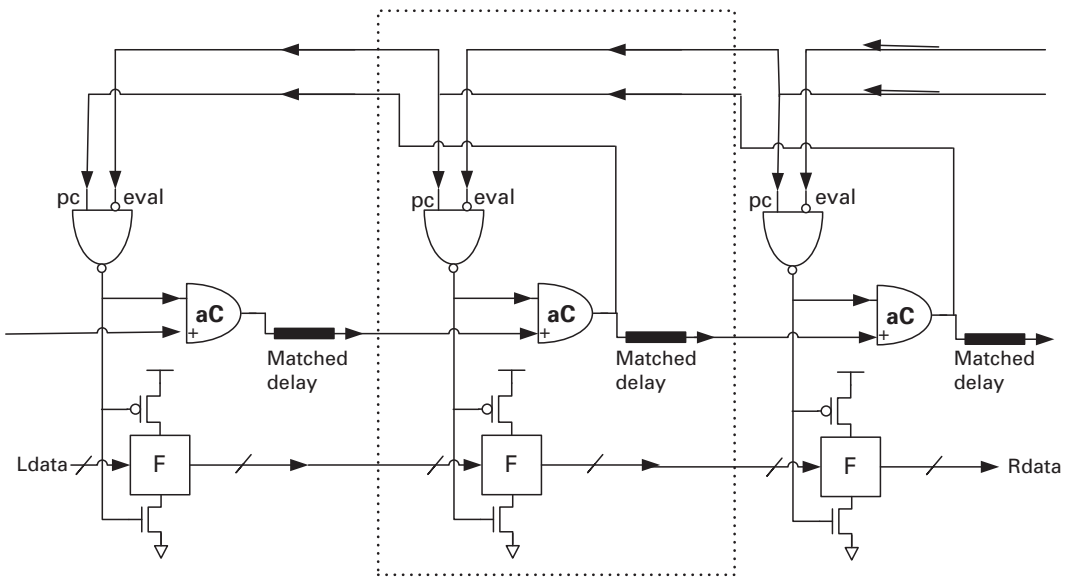 pc eval
pc eval
pc eval
aC
+
aC
+
aC
+
Matched
delay
Matched
delay
Matched
delay
Ldata
F
F
F
Rdata